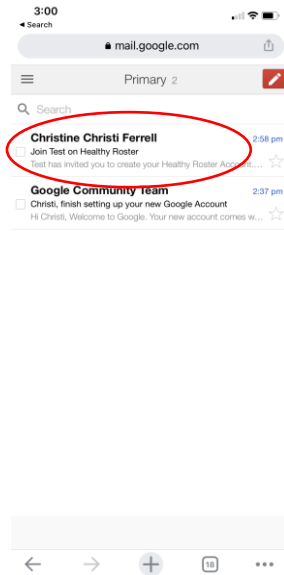 3:00
Search
mail.google.com
Primary 2
Search
Christine Christi Ferrell 2:58 pm
Join Test on Healthy Roster
Test has invited you to create your Healthy Roster Account....
Google Community Team 2:37 pm
Christi, finish setting up your new Google Account
Hi Christi, Welcome to Google. Your new account comes w...
18